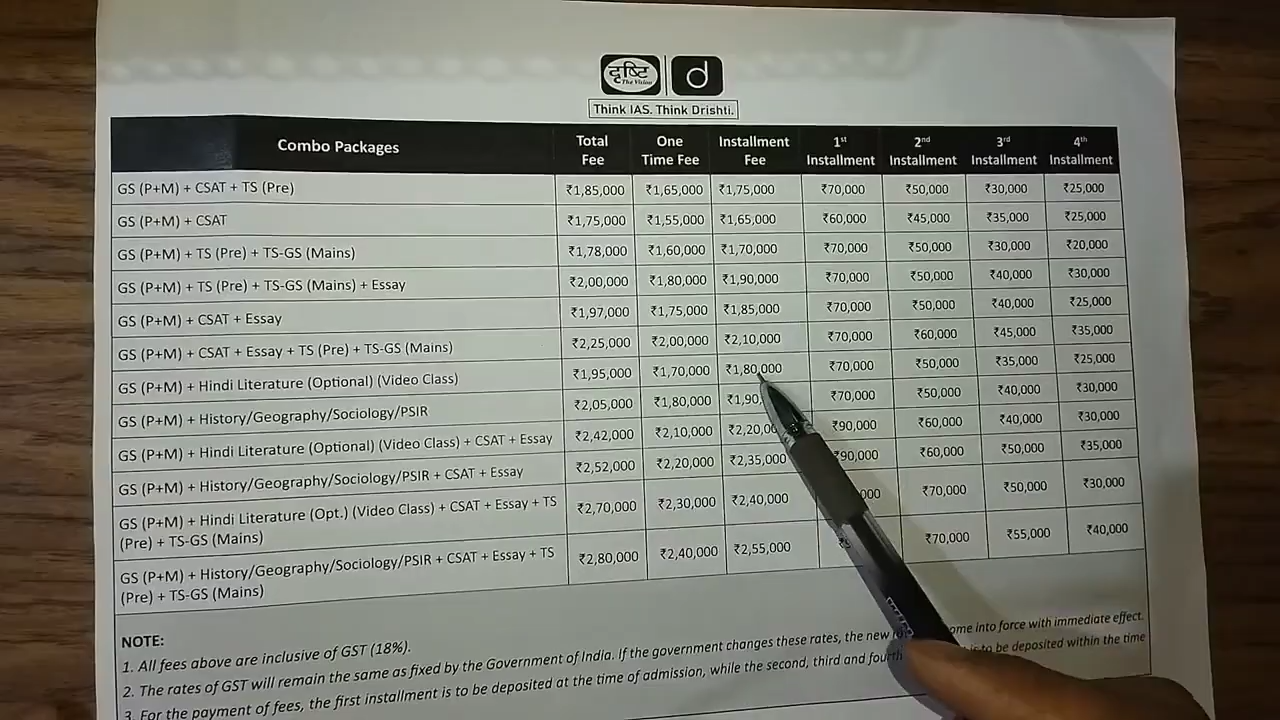 दृष्टि
The Vision
d
Think IAS. Think Drishti.
Combo Packages Total Fee One Time Fee Installment Fee 1st Installment 2nd Installment 3rd Installment 4th Installment
GS (P+M) + CSAT + TS (Pre) ₹1,85,000 ₹1,65,000 ₹1,75,000 ₹70,000 ₹50,000 ₹30,000 ₹25,000
GS (P+M) + CSAT ₹1,75,000 ₹1,55,000 ₹1,65,000 ₹60,000 ₹45,000 ₹35,000 ₹25,000
GS (P+M) + TS (Pre) + TS-GS (Mains) ₹1,78,000 ₹1,60,000 ₹1,70,000 ₹70,000 ₹50,000 ₹30,000 ₹20,000
GS (P+M) + TS (Pre) + TS-GS (Mains) + Essay ₹2,00,000 ₹1,80,000 ₹1,90,000 ₹70,000 ₹50,000 ₹40,000 ₹30,000
GS (P+M) + CSAT + Essay ₹1,97,000 ₹1,75,000 ₹1,85,000 ₹70,000 ₹50,000 ₹40,000 ₹25,000
GS (P+M) + CSAT + Essay + TS (Pre) + TS-GS (Mains) ₹2,25,000 ₹2,00,000 ₹2,10,000 ₹70,000 ₹60,000 ₹45,000 ₹35,000
GS (P+M) + Hindi Literature (Optional) (Video Class) ₹1,95,000 ₹1,70,000 ₹1,80,000 ₹70,000 ₹50,000 ₹35,000 ₹25,000
GS (P+M) + History/Geography/Sociology/PSIR ₹2,05,000 ₹1,80,000 ₹1,90, ₹70,000 ₹50,000 ₹40,000 ₹30,000
GS (P+M) + Hindi Literature (Optional) (Video Class) + CSAT + Essay ₹2,42,000 ₹2,10,000 ₹2,20,00 ₹90,000 ₹60,000 ₹40,000 ₹30,000
GS (P+M) + History/Geography/Sociology/PSIR + CSAT + Essay ₹2,52,000 ₹2,20,000 ₹2,35,000 ₹90,000 ₹60,000 ₹50,000 ₹35,000
GS (P+M) + Hindi Literature (Opt.) (Video Class) + CSAT + Essay + TS ₹2,70,000 ₹2,30,000 ₹2,40,000 000 ₹70,000 ₹50,000 ₹30,000
(Pre) + TS-GS (Mains)
GS (P+M) + History/Geography/Sociology/PSIR + CSAT + Essay + TS ₹2,80,000 ₹2,40,000 ₹2,55,000 ₹70,000 ₹55,000 ₹40,000
(Pre) + TS-GS (Mains)
NOTE:
1. All fees above are inclusive of GST (18%).
2. The rates of GST will remain the same as fixed by the Government of India. If the government changes these rates, the new ome into force with immediate effect.
3. For the payment of fees, the first installment is to be deposited at the time of admission, while the second, third and fourth is to be deposited within the time